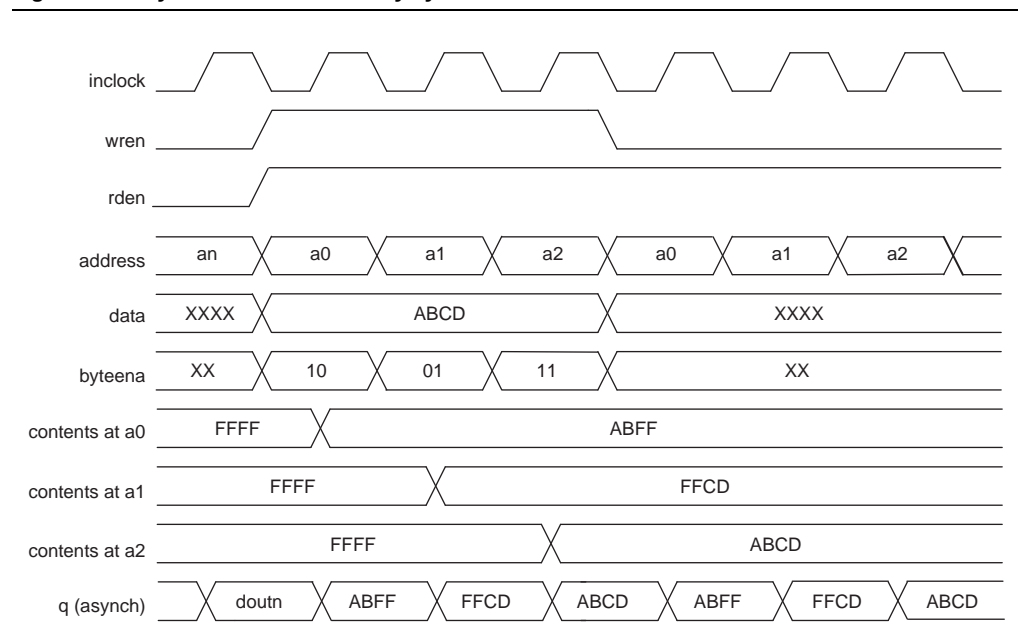 inclock
wren
rden
address an a0 a1 a2 a0 a1 a2
data XXXX ABCD XXXX
byteena XX 10 01 11 XX
contents at a0 FFFF ABFF
contents at a1 FFFF FFCD
contents at a2 FFFF ABCD
q (asynch) doutn ABFF FFCD ABCD ABFF FFCD ABCD